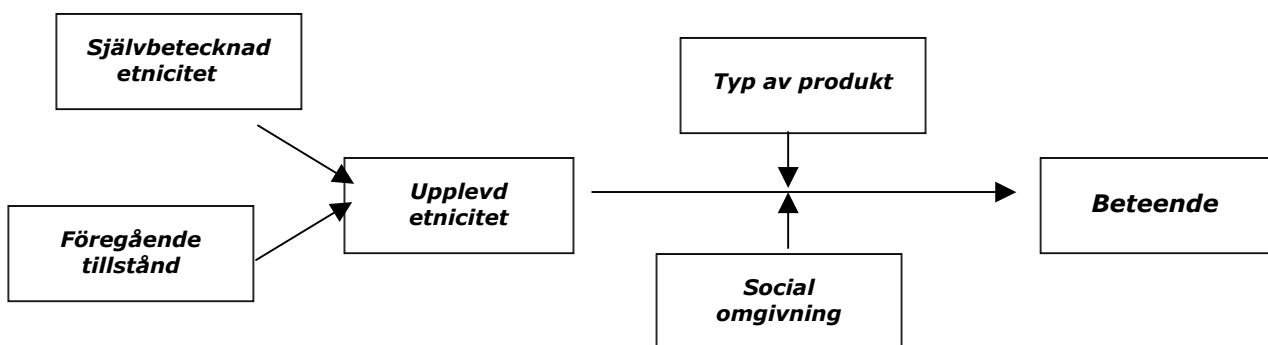 Självbetecknad
etnicitet
Typ av produkt
Upplevd
etnicitet
Beteende
Föregående
tillstånd
Social
omgivning